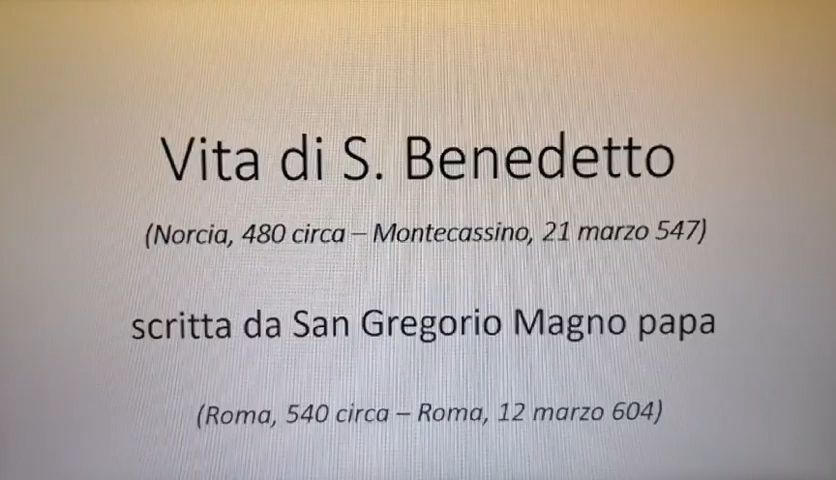 Vita di S. Benedetto
(Norcia, 480 circa – Montecassino, 21 marzo 547)
scritta da San Gregorio Magno papa
(Roma, 540 circa – Roma, 12 marzo 604)